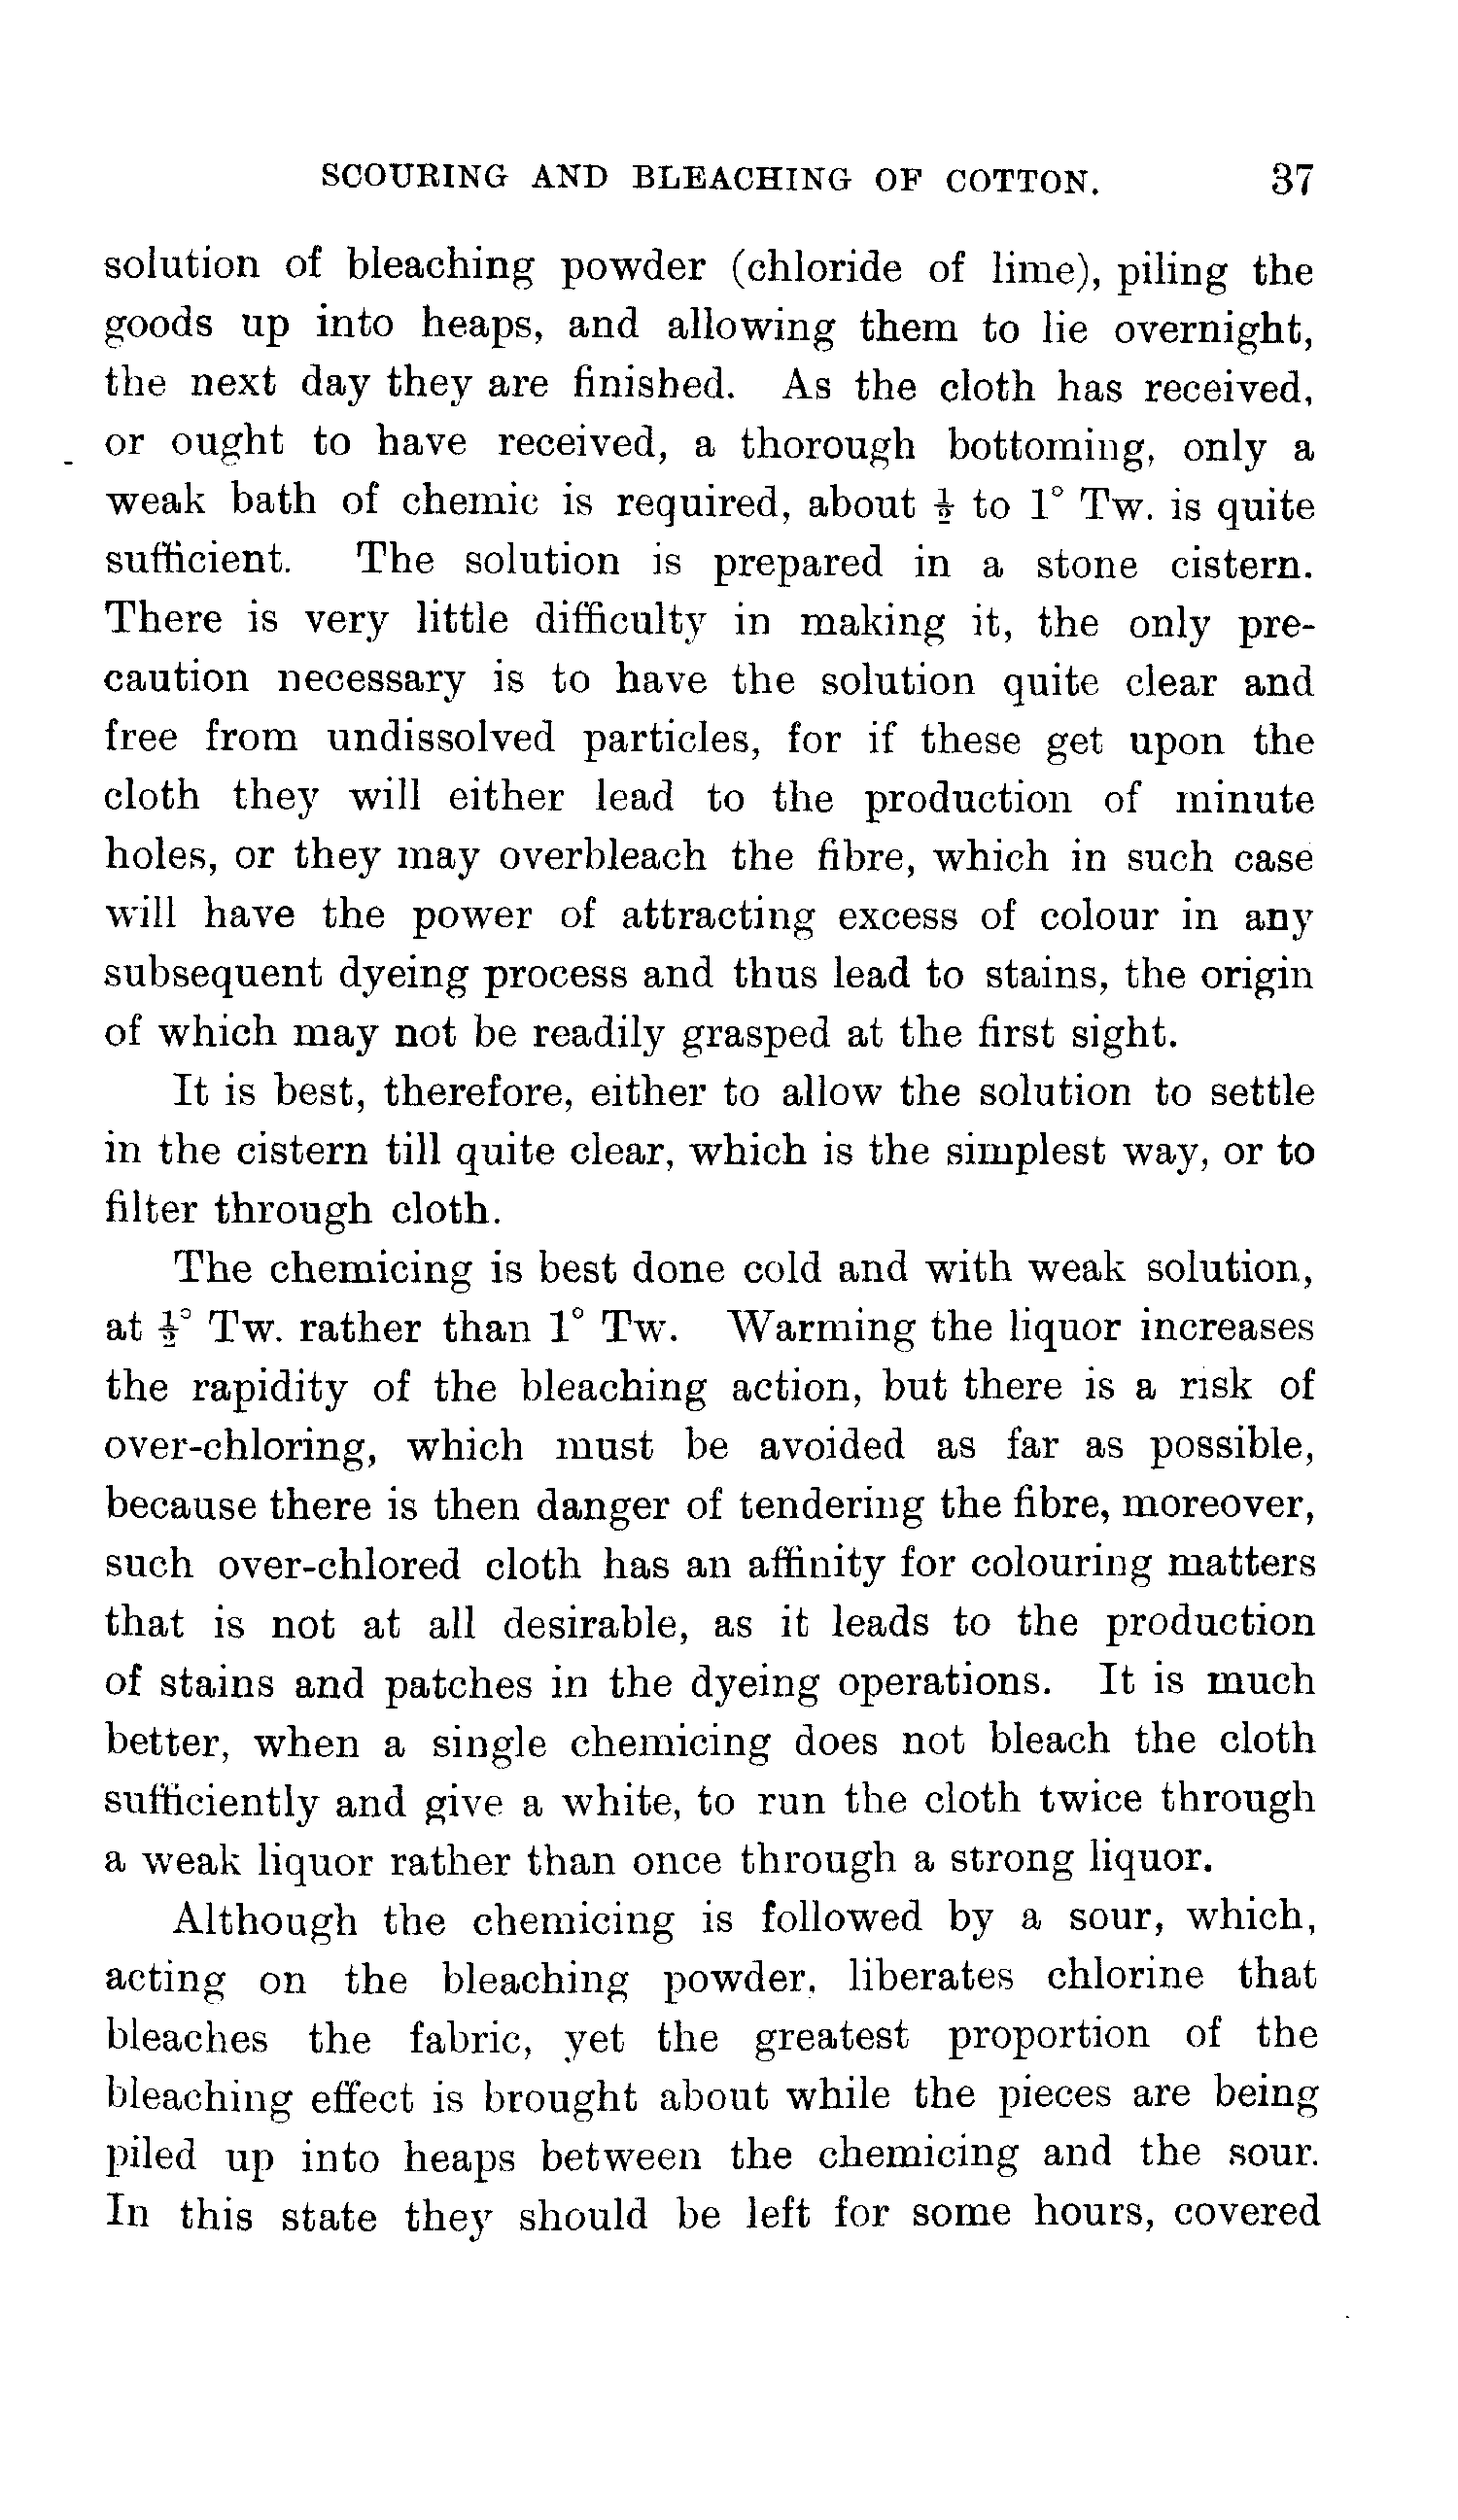 SCOURING AND BLEACHING OF COTTON. 37
solution of bleaching powder (chloride of lime), piling the
goods up into heaps, and allowing them to lie overnight,
the next day they are finished. As the cloth has received,
or ought to have received, a thorough bottoming, only a
weak bath of chemic is required, about ½ to 1° Tw. is quite
sufficient. The solution is prepared in a stone cistern.
There is very little difficulty in making it, the only pre-
caution necessary is to have the solution quite clear and
free from undissolved particles, for if these get upon the
cloth they will either lead to the production of minute
holes, or they may overbleach the fibre, which in such case
will have the power of attracting excess of colour in any
subsequent dyeing process and thus lead to stains, the origin
of which may not be readily grasped at the first sight.
It is best, therefore, either to allow the solution to settle
in the cistern till quite clear, which is the simplest way, or to
filter through cloth.
The chemicing is best done cold and with weak solution,
at ½° Tw. rather than 1° Tw. Warming the liquor increases
the rapidity of the bleaching action, but there is a risk of
over-chloring, which must be avoided as far as possible,
because there is then danger of tendering the fibre, moreover,
such over-chlored cloth has an affinity for colouring matters
that is not at all desirable, as it leads to the production
of stains and patches in the dyeing operations. It is much
better, when a single chemicing does not bleach the cloth
sufficiently and give a white, to run the cloth twice through
a weak liquor rather than once through a strong liquor.
Although the chemicing is followed by a sour, which,
acting on the bleaching powder, liberates chlorine that
bleaches the fabric, yet the greatest proportion of the
bleaching effect is brought about while the pieces are being
piled up into heaps between the chemicing and the sour.
In this state they should be left for some hours, covered